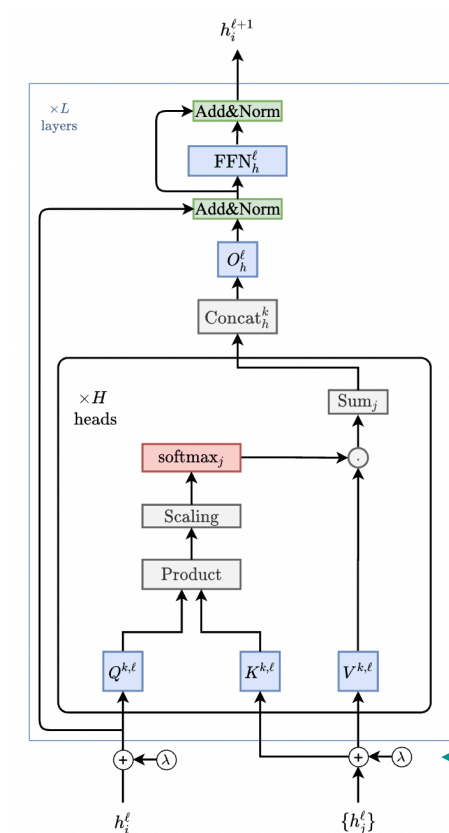 h_i^{ℓ+1}
×L
layers
Add&Norm
FFN_h^ℓ
Add&Norm
O_h^ℓ
Concat_h^k
×H
heads
Sum_j
softmax_j
.
Scaling
Product
Q^{k,ℓ} K^{k,ℓ} V^{k,ℓ}
+ λ + λ
h_i^ℓ {h_j^ℓ}